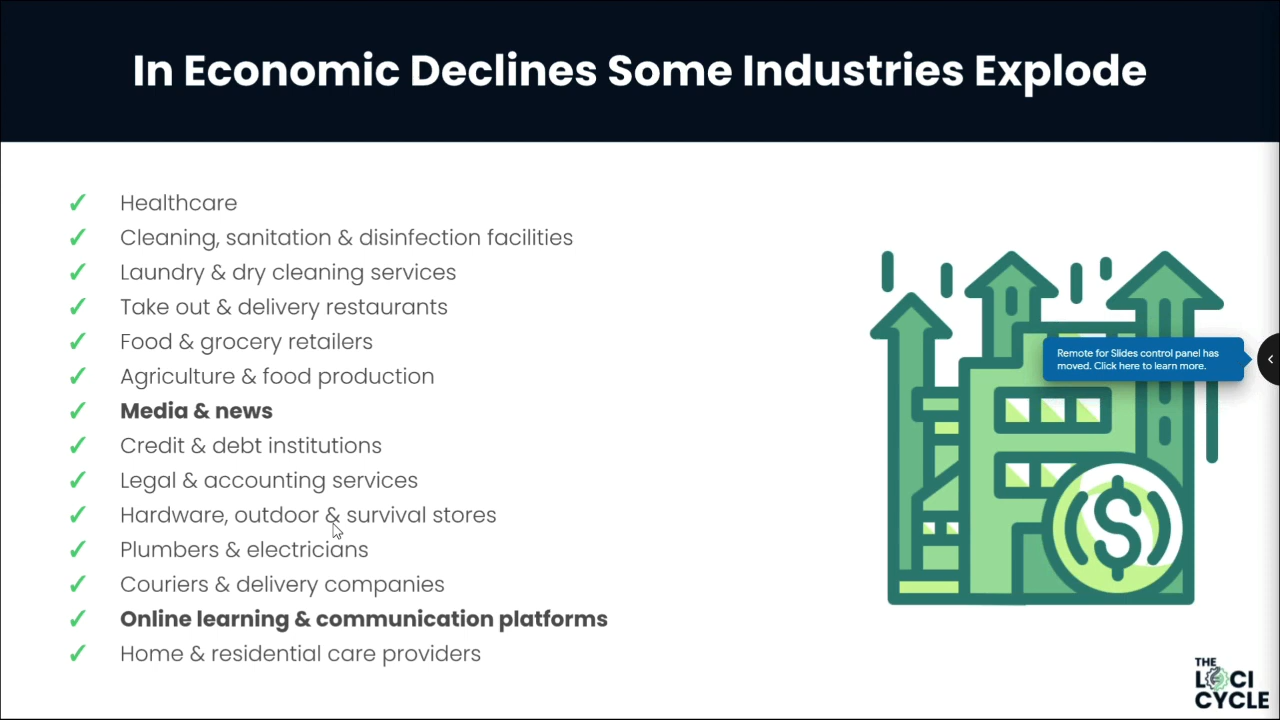 In Economic Declines Some Industries Explode
✓ Healthcare
✓ Cleaning, sanitation & disinfection facilities
✓ Laundry & dry cleaning services
✓ Take out & delivery restaurants
✓ Food & grocery retailers
✓ Agriculture & food production
✓ Media & news
✓ Credit & debt institutions
✓ Legal & accounting services
✓ Hardware, outdoor & survival stores
✓ Plumbers & electricians
✓ Couriers & delivery companies
✓ Online learning & communication platforms
✓ Home & residential care providers
Remote for Slides control panel has
moved. Click here to learn more.
$
THE
LOCI
CYCLE